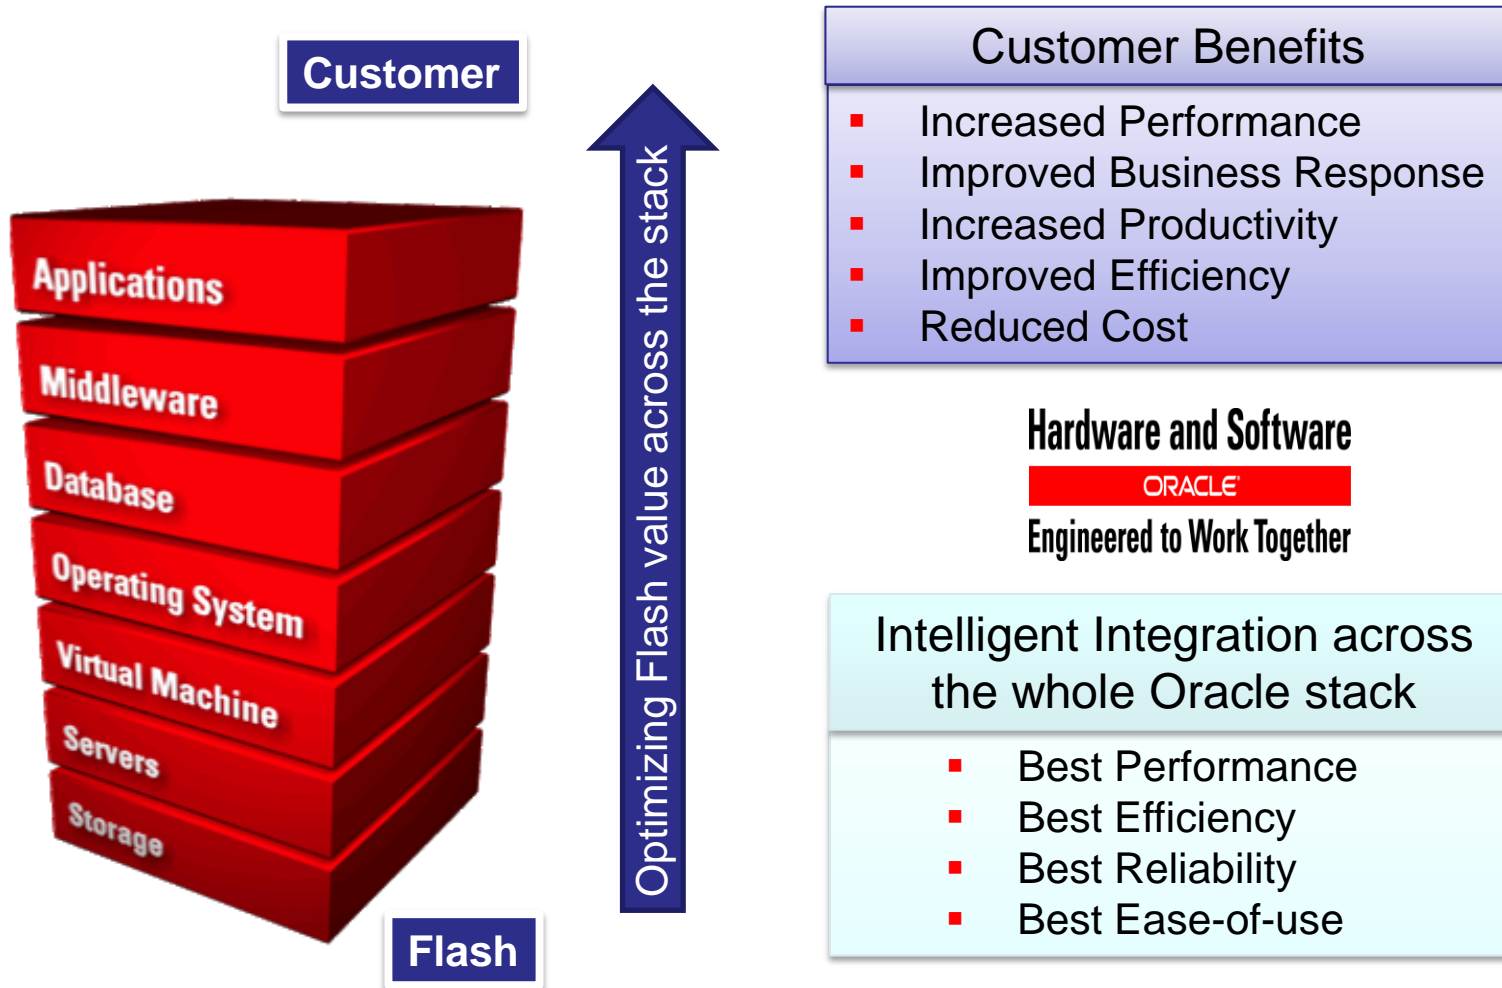 Customer
Applications
Middleware
Database
Operating System
Virtual Machine
Servers
Storage
Flash
Optimizing Flash value across the stack
Customer Benefits
▪ Increased Performance
▪ Improved Business Response
▪ Increased Productivity
▪ Improved Efficiency
▪ Reduced Cost
Hardware and Software
ORACLE
Engineered to Work Together
Intelligent Integration across
the whole Oracle stack
▪ Best Performance
▪ Best Efficiency
▪ Best Reliability
▪ Best Ease-of-use